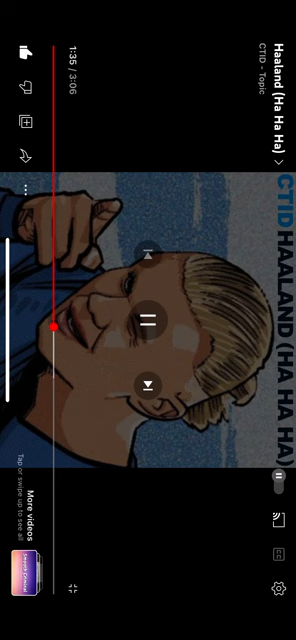 Haaland (Ha Ha Ha)
CTID - Topic
CTID HAALAND (HA HA HA)
CC
1:35 / 3:06
More videos
Tap or swipe up to see all